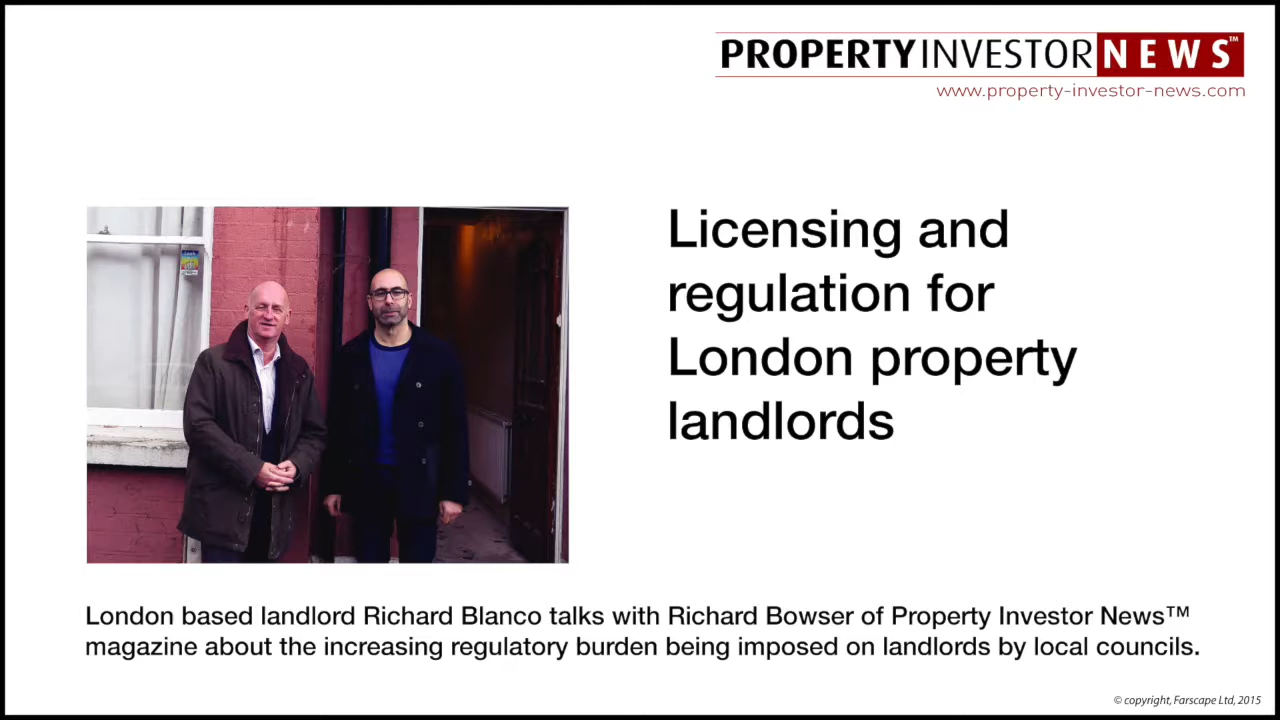 PROPERTYINVESTORNEWS™
www.property-investor-news.com
Licensing and
regulation for
London property
landlords
London based landlord Richard Blanco talks with Richard Bowser of Property Investor News™
magazine about the increasing regulatory burden being imposed on landlords by local councils.
© copyright, Farscape Ltd, 2015